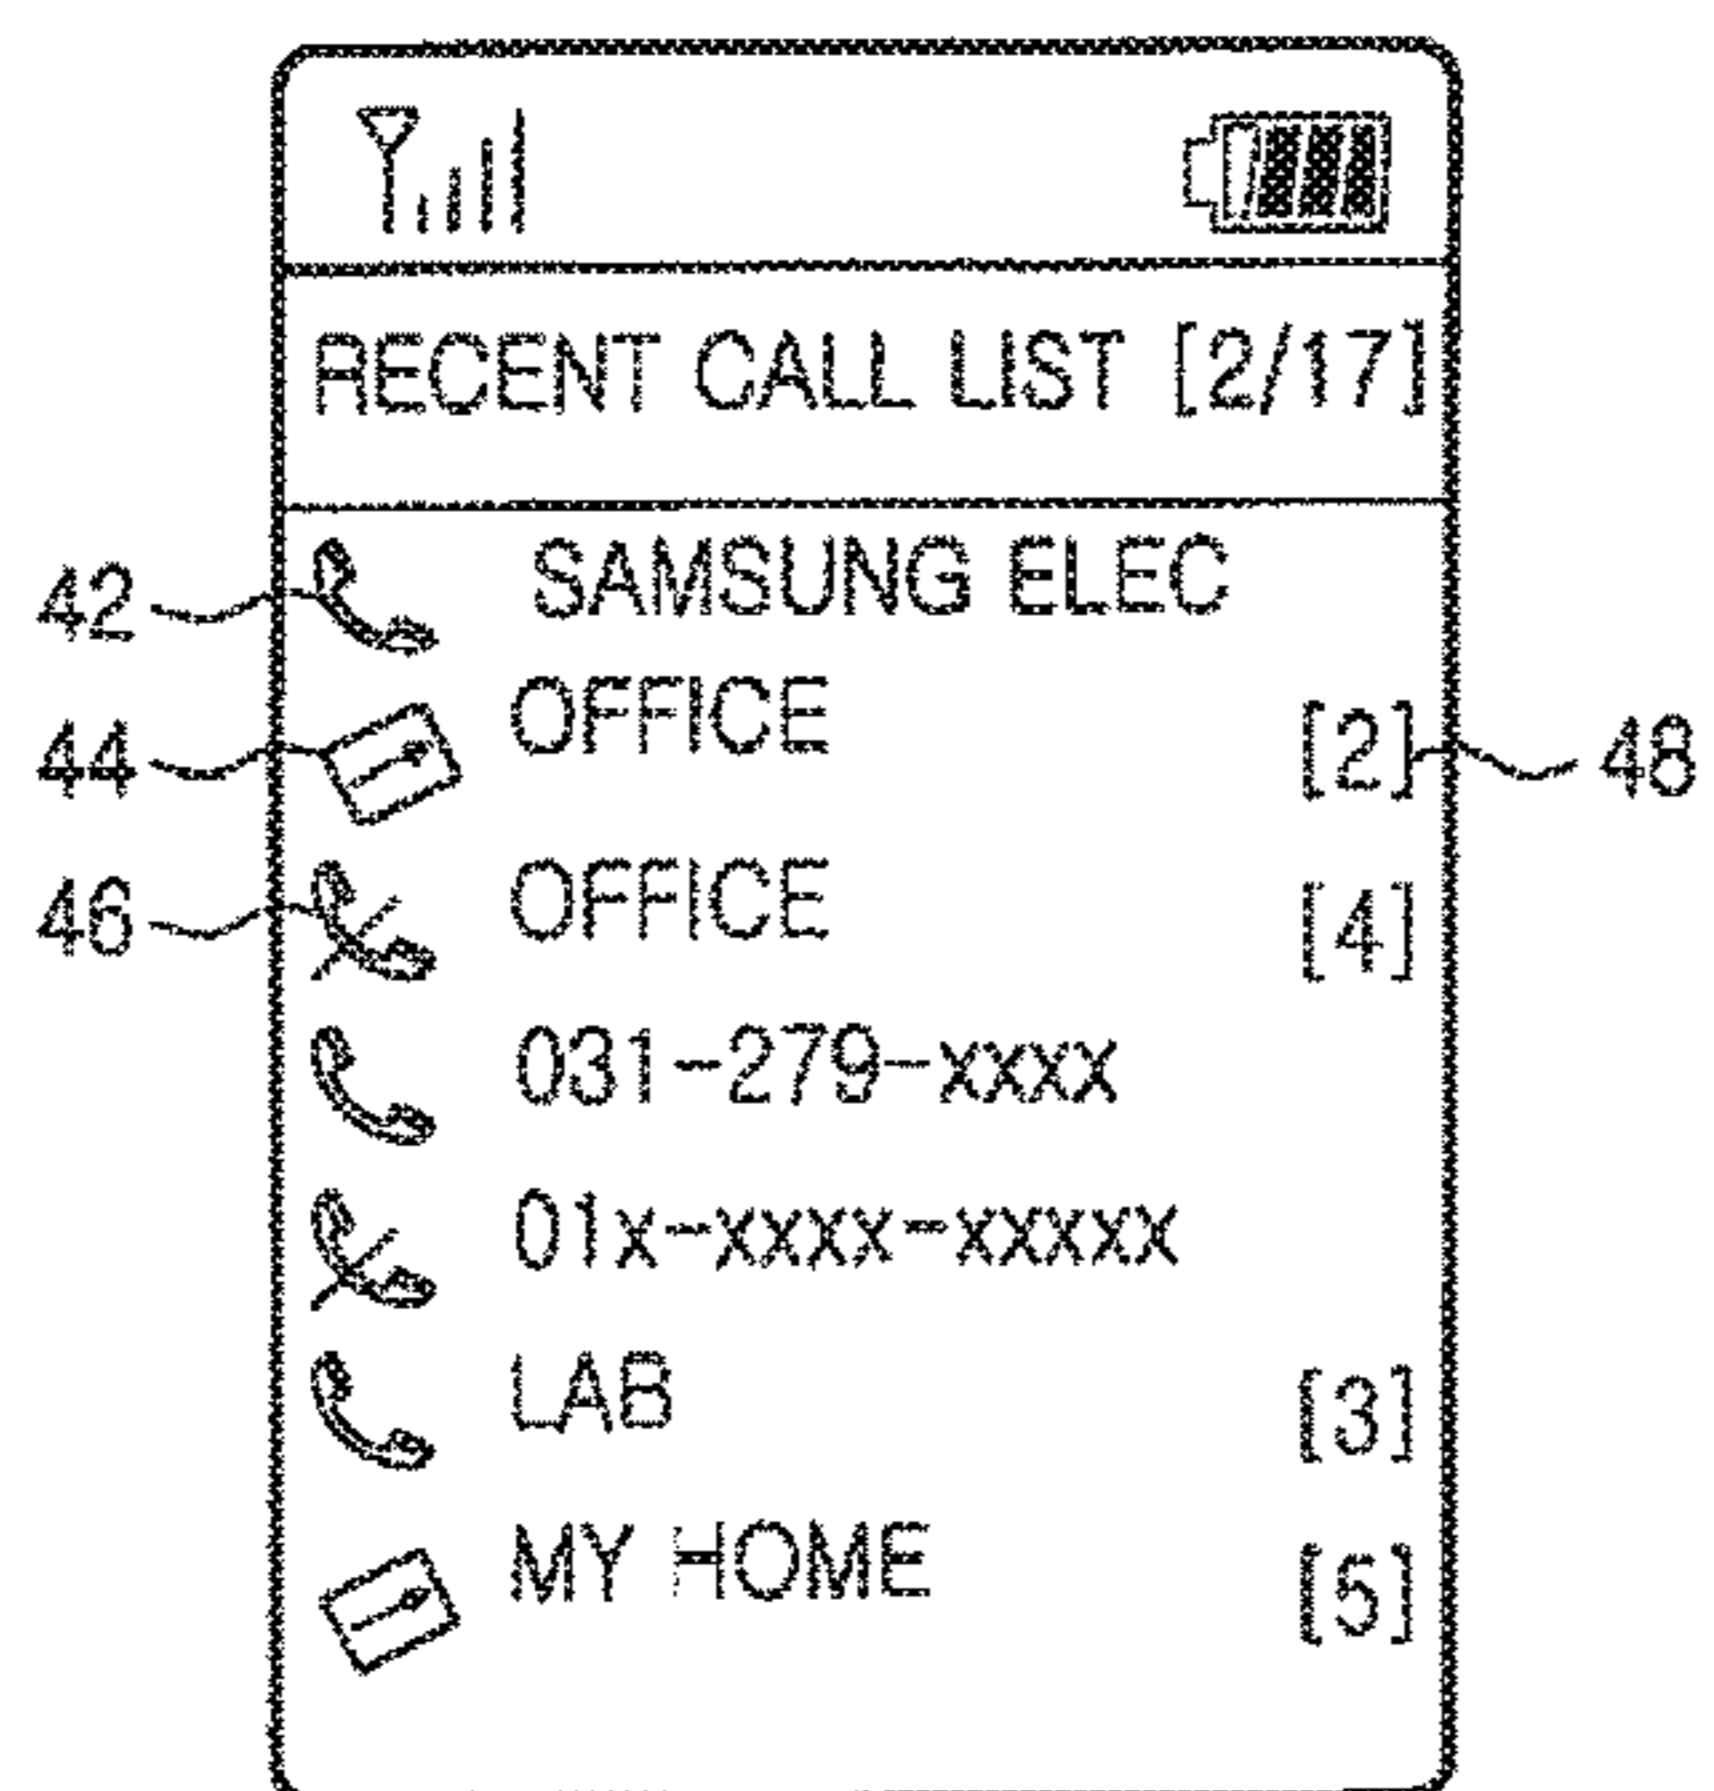 RECENT CALL LIST [2/17]
42 SAMSUNG ELEC
44 OFFICE [2] 48
46 OFFICE [4]
031-279-xxxx
01x-xxxx-xxxxx
LAB [3]
MY HOME [5]